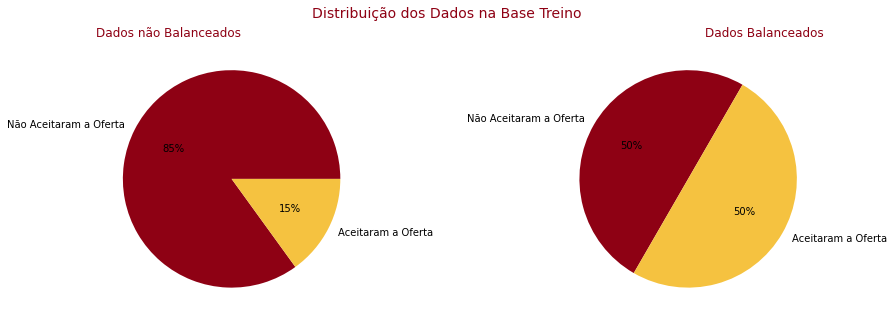 Distribuição dos Dados na Base Treino
Dados não Balanceados
Não Aceitaram a Oferta
85%
15%
Aceitaram a Oferta
Dados Balanceados
Não Aceitaram a Oferta
50%
50%
Aceitaram a Oferta